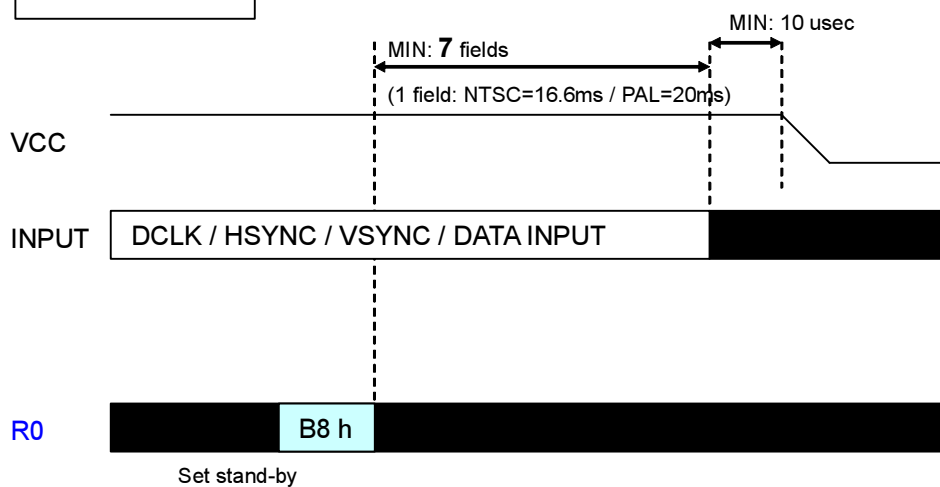 MIN: 10 usec
MIN: 7 fields
(1 field: NTSC=16.6ms / PAL=20ms)
VCC
INPUT
DCLK / HSYNC / VSYNC / DATA INPUT
R0
B8 h
Set stand-by